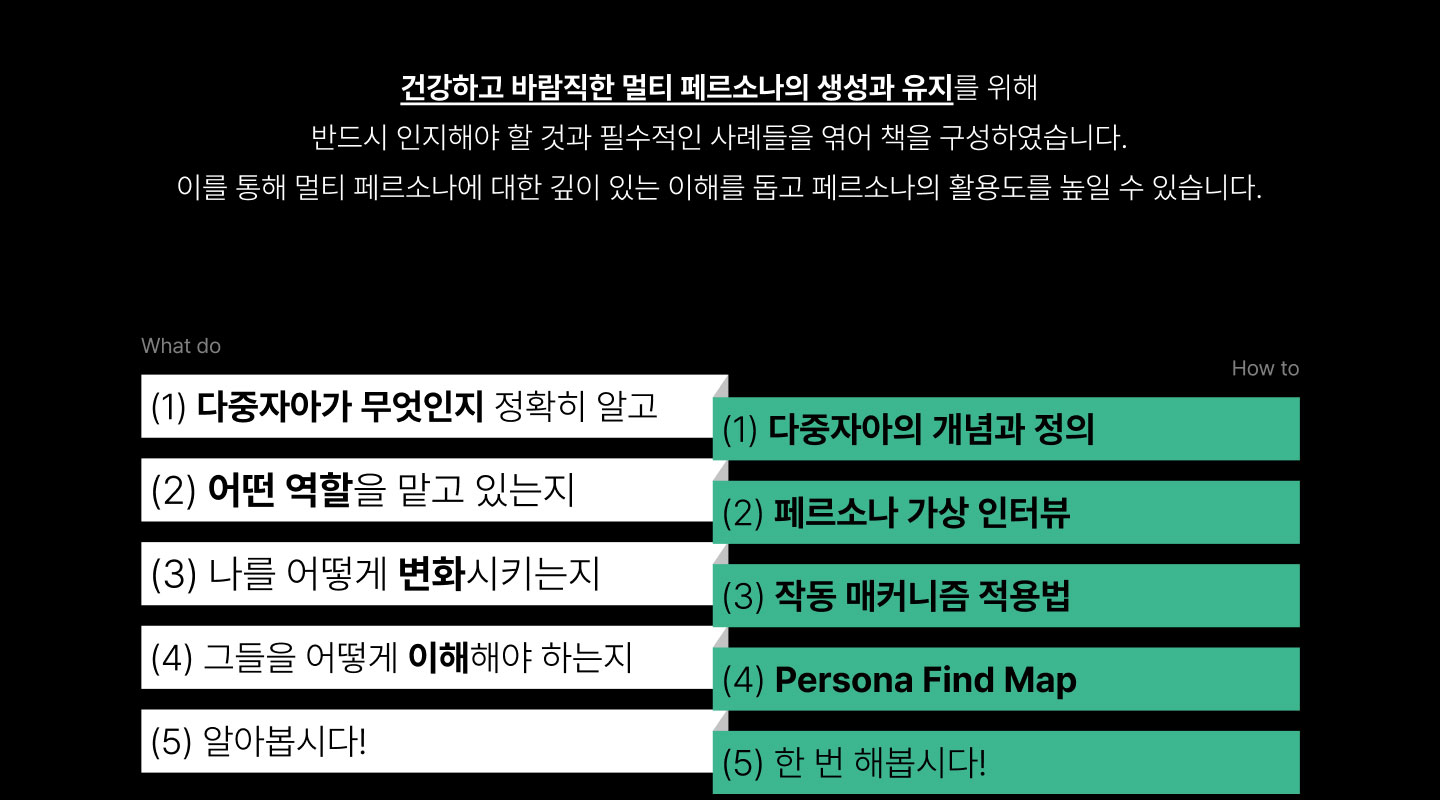 건강하고 바람직한 멀티 페르소나의 생성과 유지를 위해
반드시 인지해야 할 것과 필수적인 사례들을 엮어 책을 구성하였습니다.
이를 통해 멀티 페르소나에 대한 깊이 있는 이해를 돕고 페르소나의 활용도를 높일 수 있습니다.
What do
(1) 다중자아가 무엇인지 정확히 알고
(2) 어떤 역할을 맡고 있는지
(3) 나를 어떻게 변화시키는지
(4) 그들을 어떻게 이해해야 하는지
(5) 알아봅시다!
How to
(1) 다중자아의 개념과 정의
(2) 페르소나 가상 인터뷰
(3) 작동 매커니즘 적용법
(4) Persona Find Map
(5) 한 번 해봅시다!